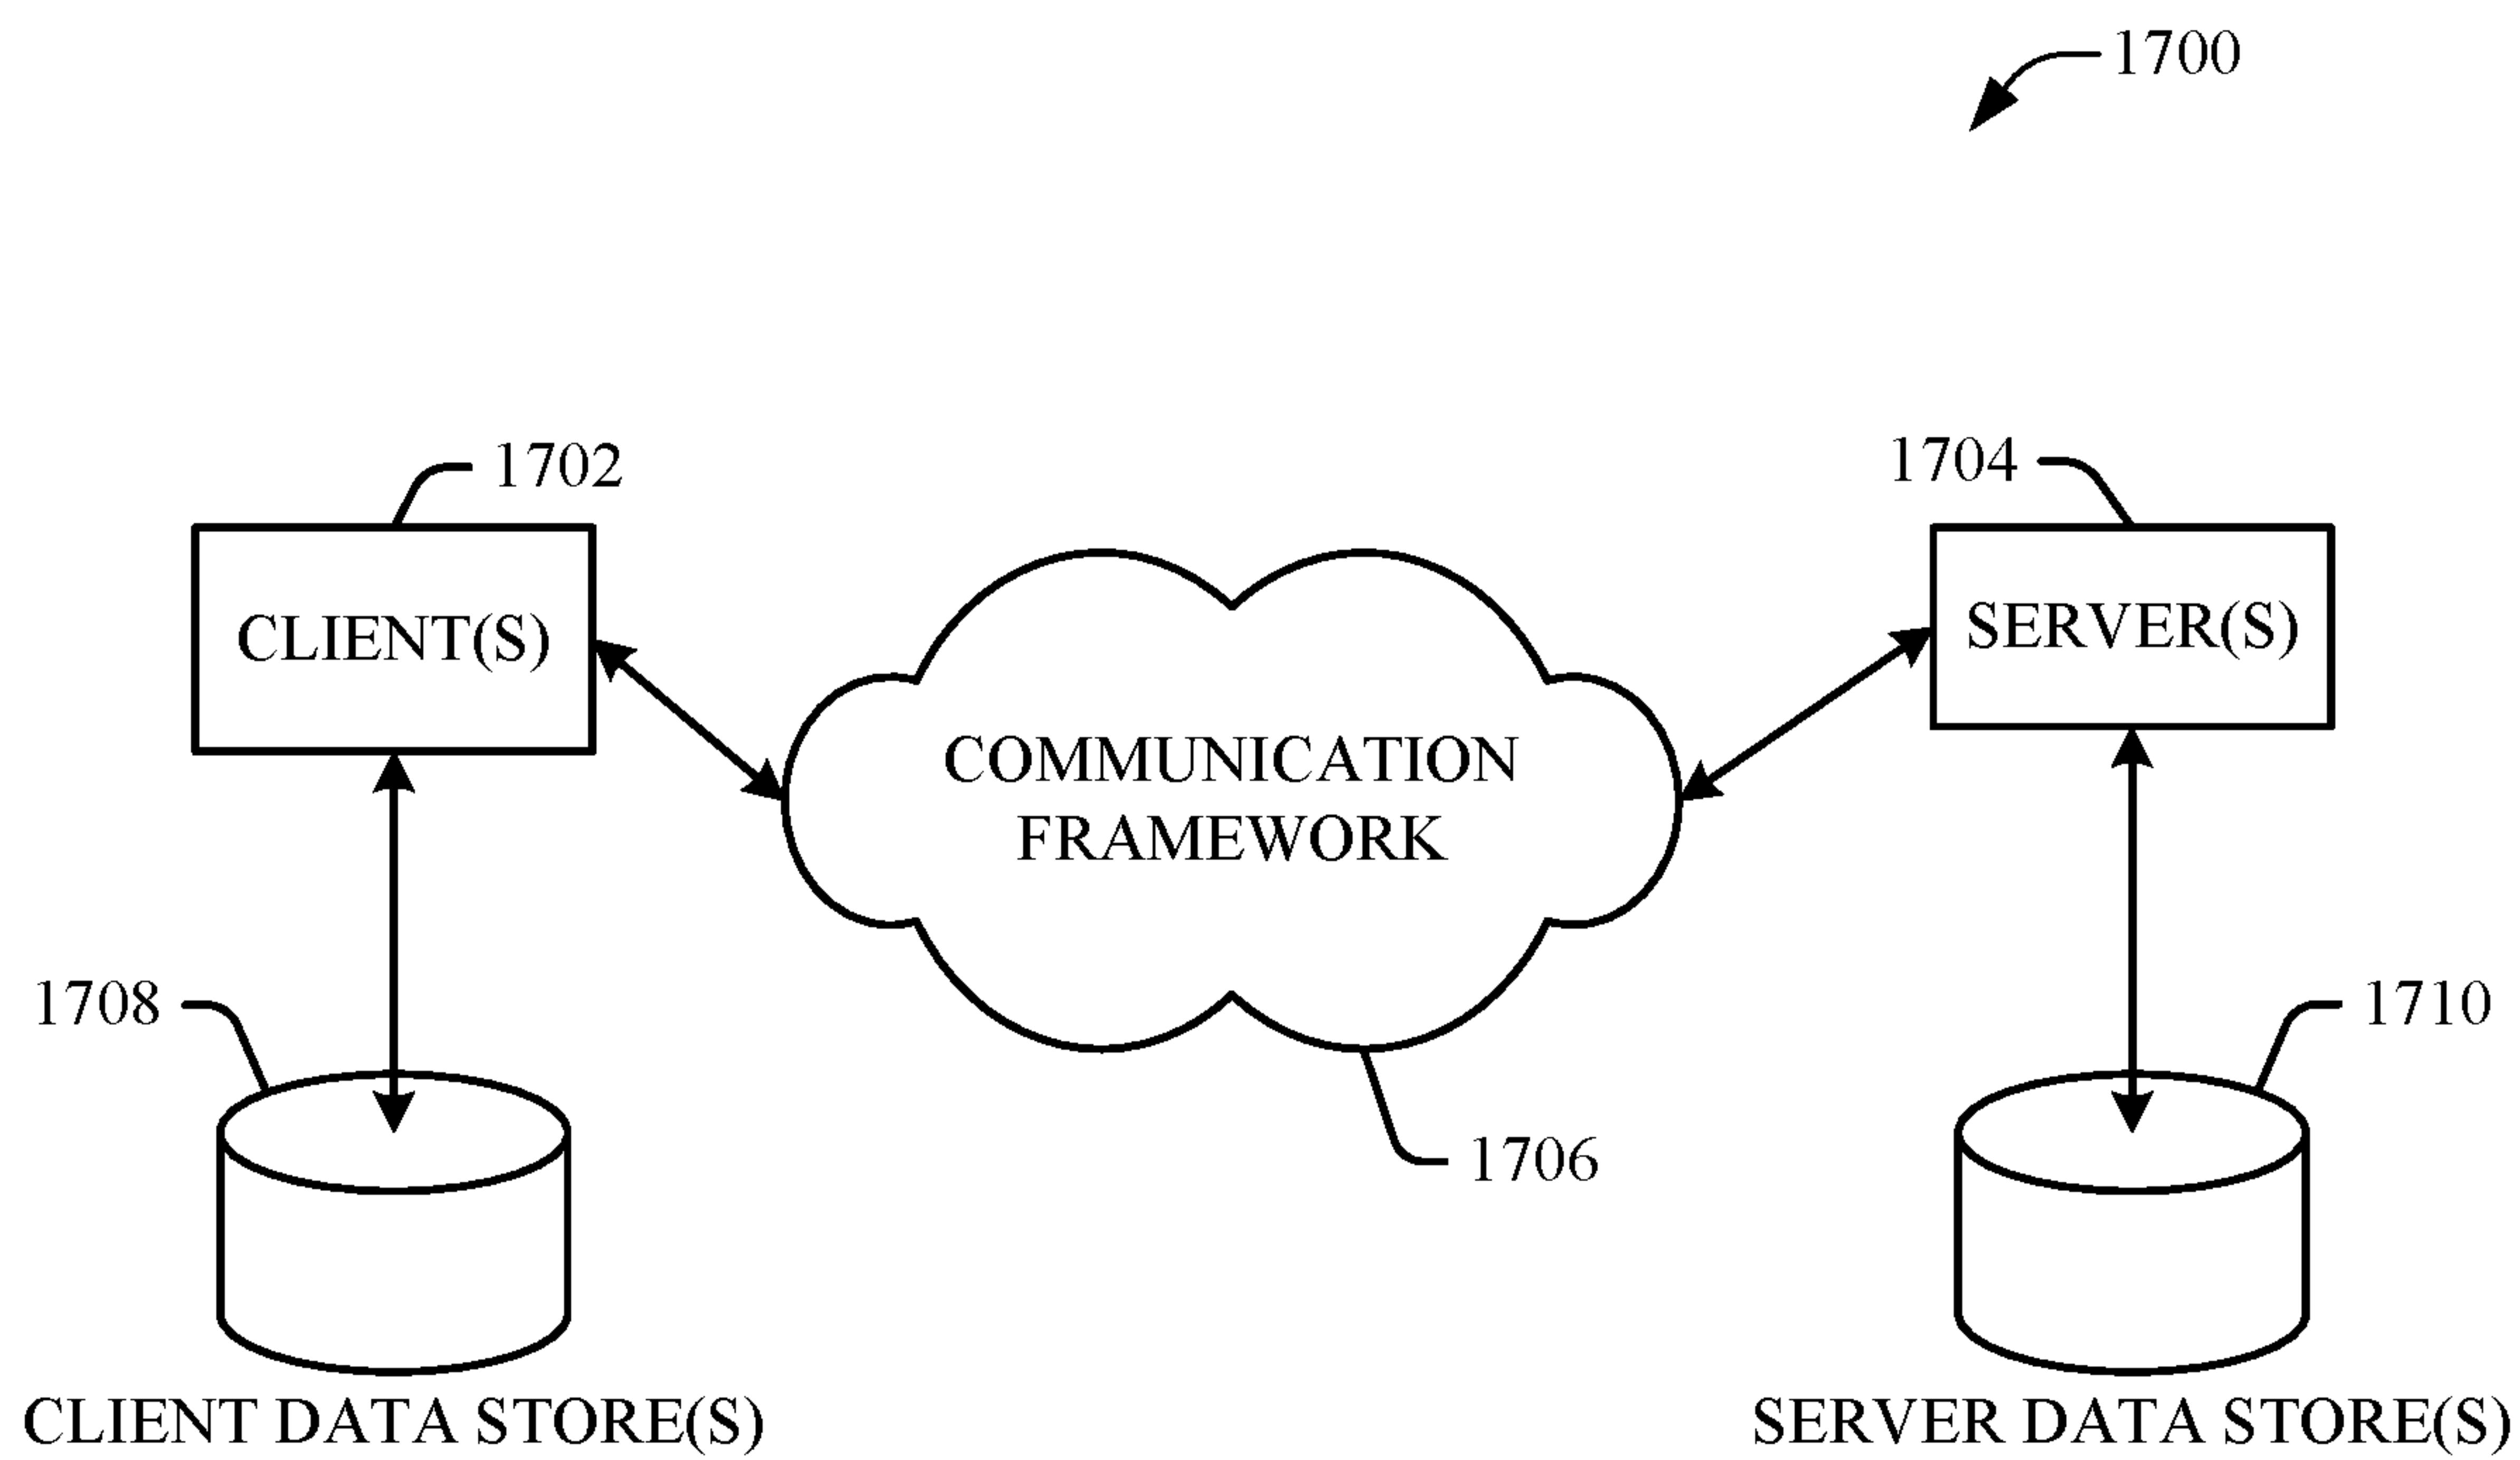 1700
1702
1704
CLIENT(S)
SERVER(S)
COMMUNICATION
FRAMEWORK
1708
1710
1706
CLIENT DATA STORE(S)
SERVER DATA STORE(S)